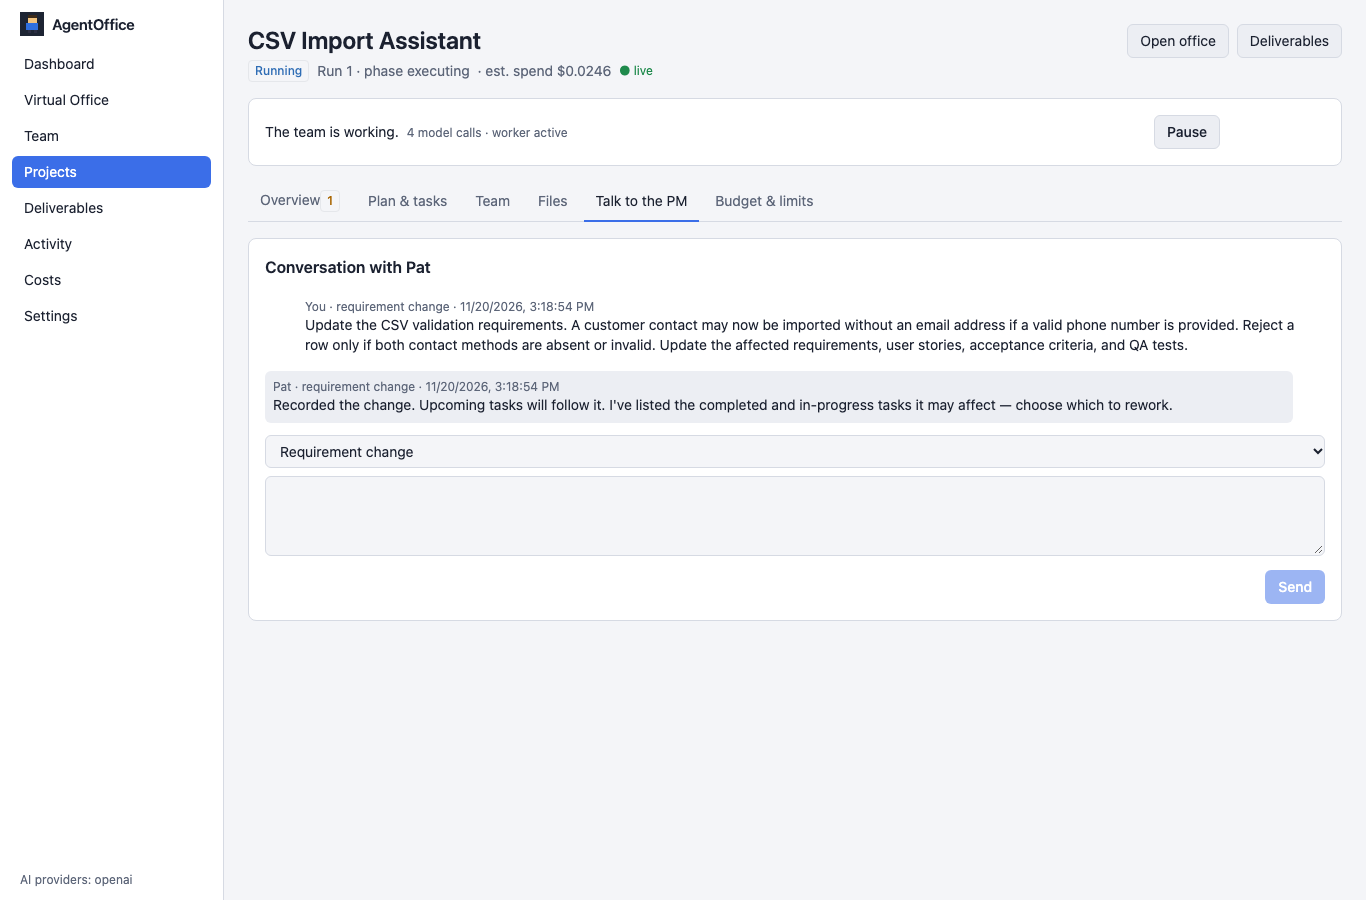 AgentOffice
Dashboard
Virtual Office
Team
Projects
Deliverables
Activity
Costs
Settings
AI providers: openai
CSV Import Assistant
Open office
Deliverables
Running Run 1 · phase executing · est. spend $0.0246 live
The team is working. 4 model calls · worker active
Pause
Overview 1 Plan & tasks Team Files Talk to the PM Budget & limits
Conversation with Pat
You · requirement change · 11/20/2026, 3:18:54 PM
Update the CSV validation requirements. A customer contact may now be imported without an email address if a valid phone number is provided. Reject a
row only if both contact methods are absent or invalid. Update the affected requirements, user stories, acceptance criteria, and QA tests.
Pat · requirement change · 11/20/2026, 3:18:54 PM
Recorded the change. Upcoming tasks will follow it. I've listed the completed and in-progress tasks it may affect — choose which to rework.
Requirement change
Send